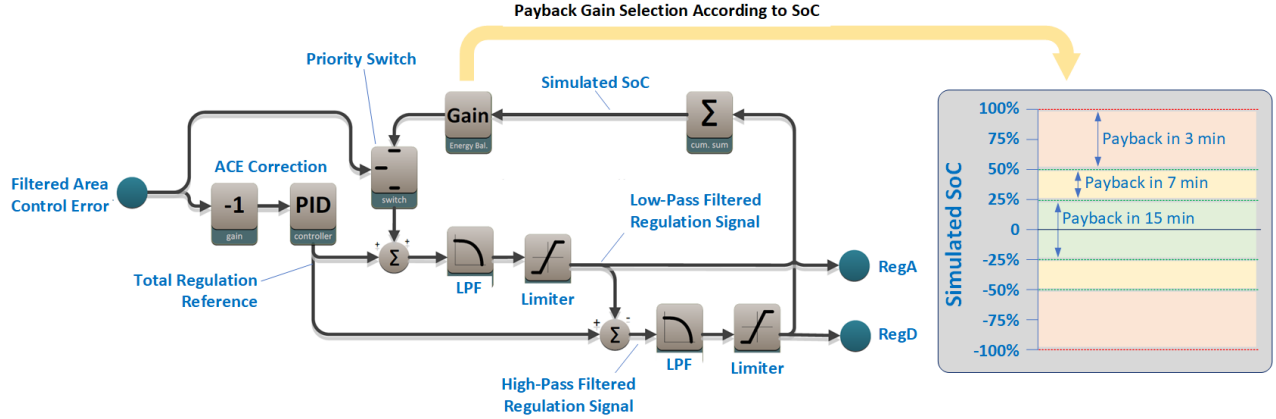 Payback Gain Selection According to SoC
Priority Switch
Simulated SoC
Gain
Energy Bal.
Σ
cum. sum
ACE Correction
switch
Filtered Area
Control Error
-1
gain
PID
controller
Low-Pass Filtered
Regulation Signal
+
+
Σ
LPF
Limiter
RegA
Total Regulation
Reference
+
-
Σ
LPF
Limiter
RegD
High-Pass Filtered
Regulation Signal
Simulated SoC
100%
75%
50%
25%
0
-25%
-50%
-75%
-100%
Payback in 3 min
Payback in 7 min
Payback in 15 min